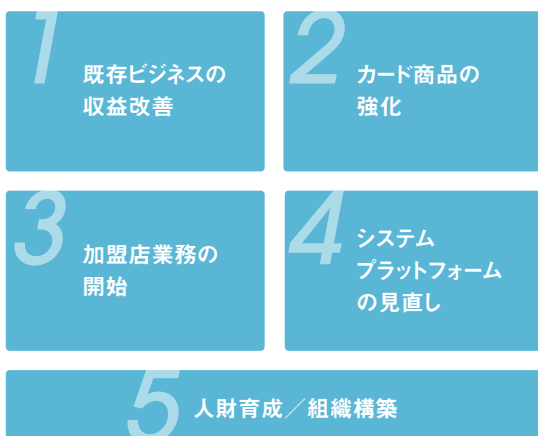 1
既存ビジネスの
収益改善
2
カード商品の
強化
3
加盟店業務の
開始
4
システム
プラットフォーム
の見直し
5
人財育成／組織構築